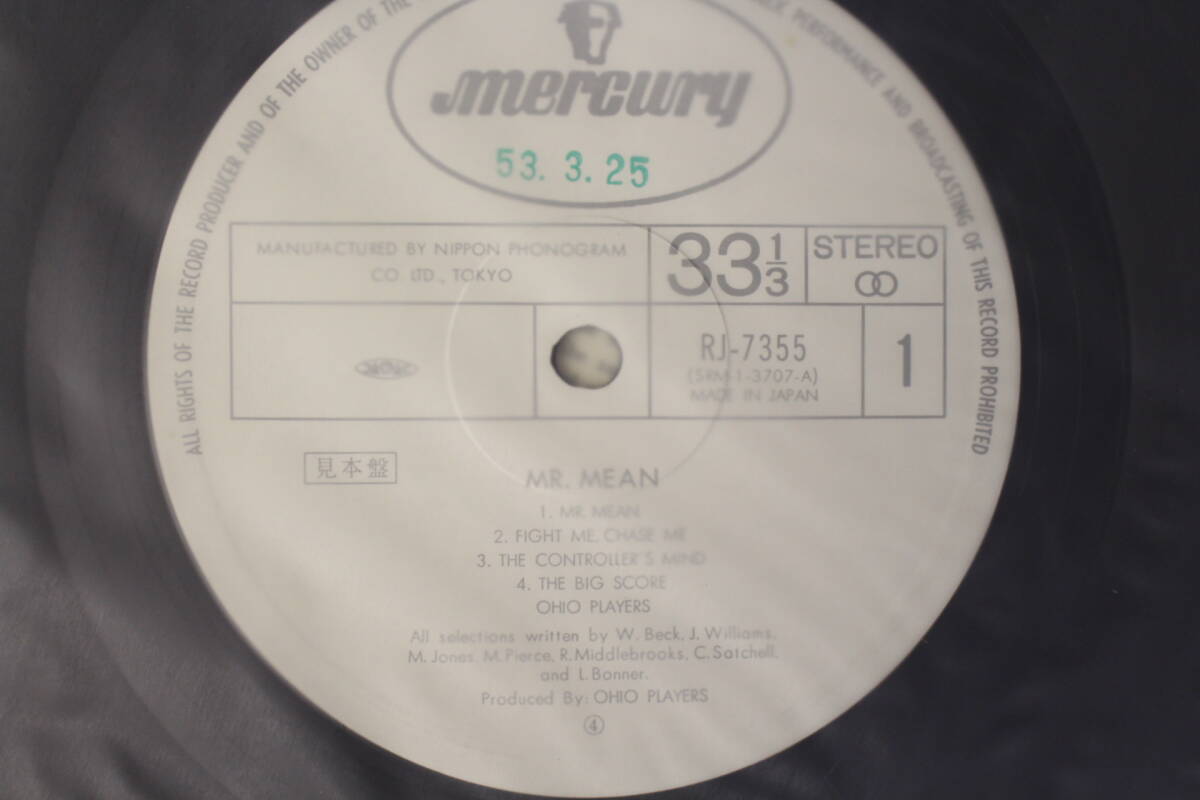 ALL RIGHTS OF THE RECORD PRODUCER AND OF THE OWNER OF THE
PERFORMANCE AND BROADCASTING OF THIS RECORD PROHIBITED
mercury
53. 3. 25
MANUFACTURED BY NIPPON PHONOGRAM
CO. LTD., TOKYO
33 1/3
STEREO
RJ-7355
(SRM-1-3707-A)
MADE IN JAPAN
1
見本盤
MR. MEAN
1. MR. MEAN
2. FIGHT ME, CHASE ME
3. THE CONTROLLER'S MIND
4. THE BIG SCORE
OHIO PLAYERS
All selections written by W. Beck, J. Williams,
M. Jones, M. Pierce, R. Middlebrooks, C. Satchell,
and L. Bonner.
Produced By: OHIO PLAYERS
④